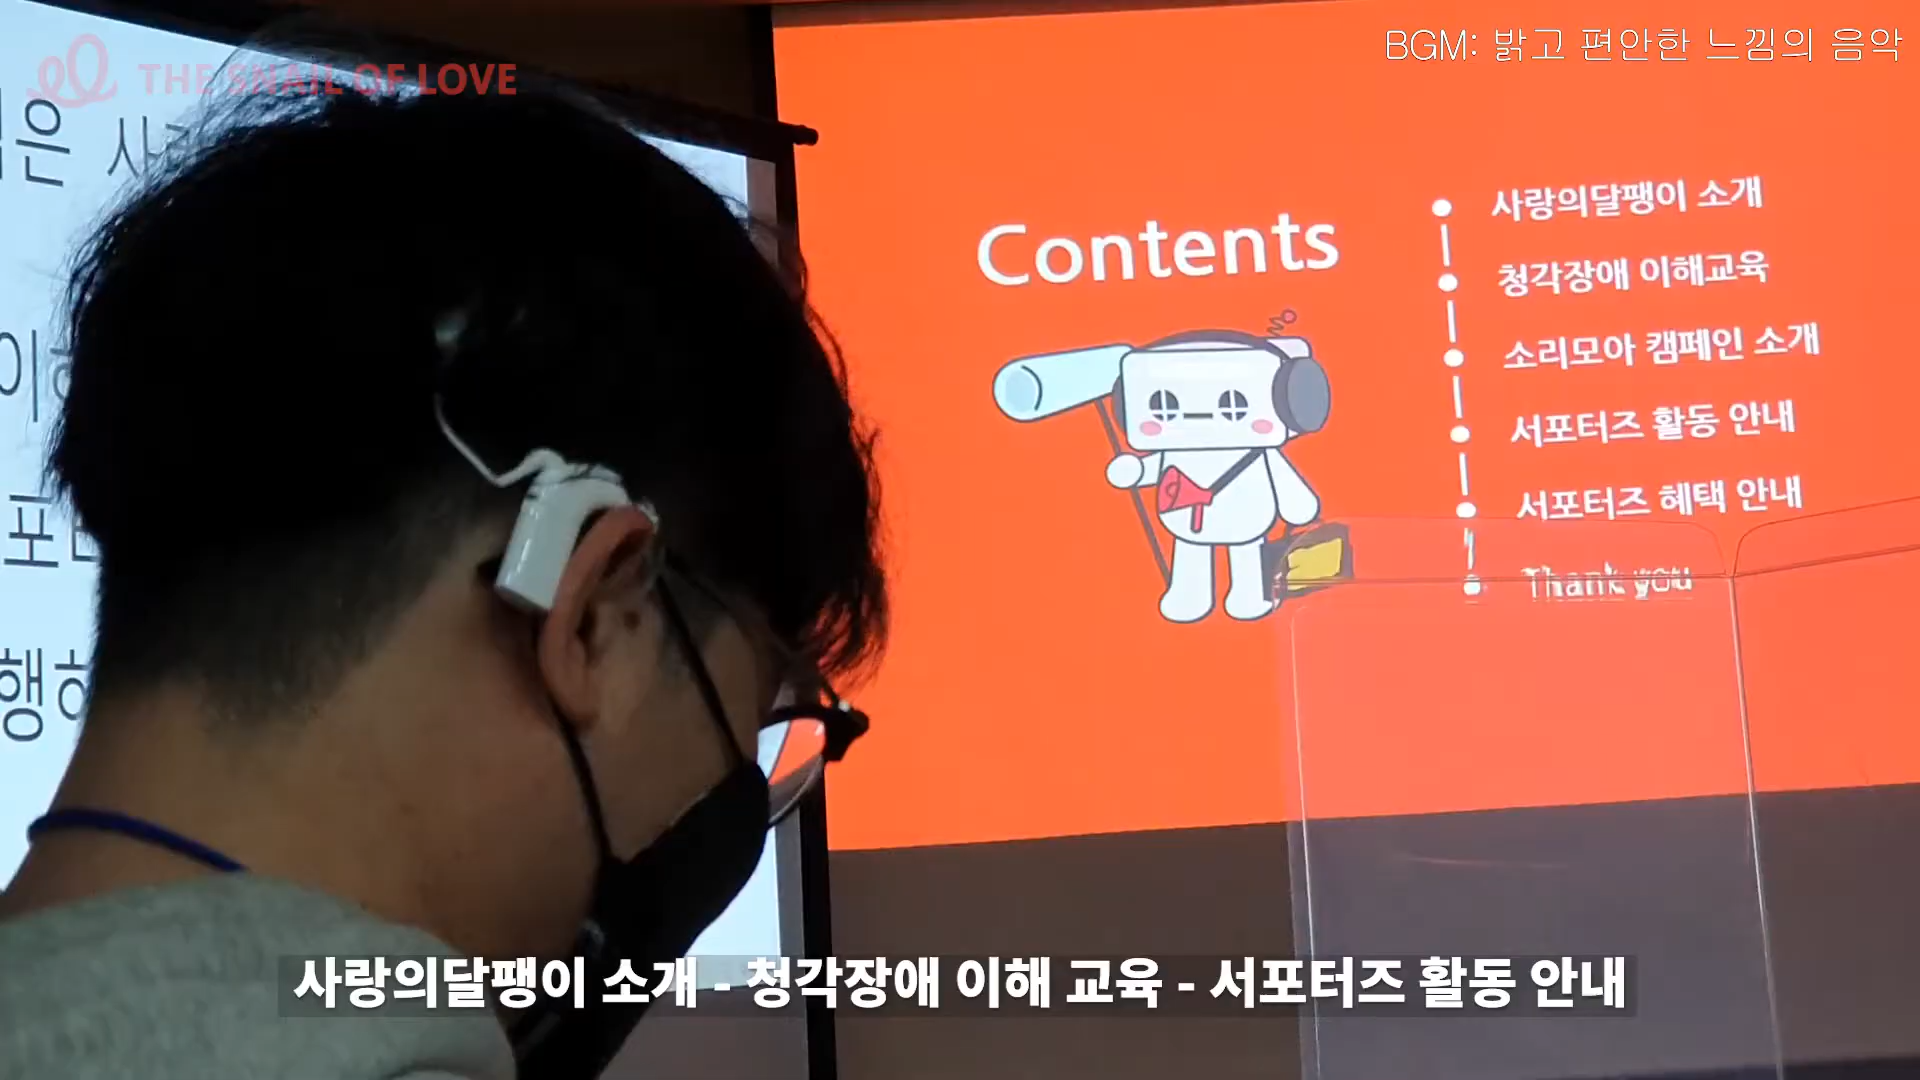 THE SNAIL OF LOVE
BGM: 밝고 편안한 느낌의 음악
Contents
사랑의달팽이 소개
청각장애 이해교육
소리모아 캠페인 소개
서포터즈 활동 안내
서포터즈 혜택 안내
Thank you
사랑의달팽이 소개 - 청각장애 이해 교육 - 서포터즈 활동 안내